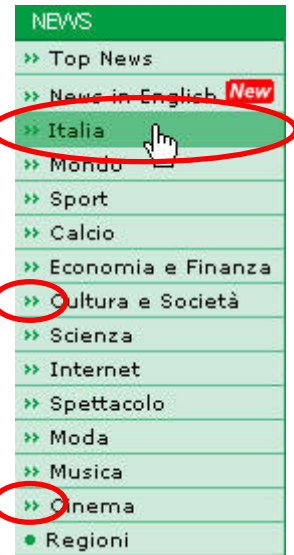 NEWS
» Top News
» News in English New
» Italia
» Mondo
» Sport
» Calcio
» Economia e Finanza
» Cultura e Società
» Scienza
» Internet
» Spettacolo
» Moda
» Musica
» Cinema
• Regioni